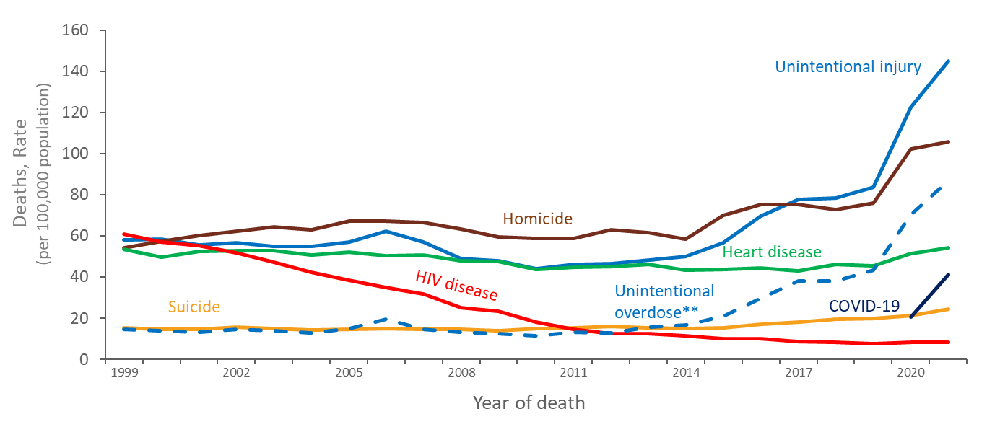 160
140
120
100
80
60
40
20
0
Deaths, Rate
(per 100,000 population)
Unintentional injury
Homicide
Heart disease
HIV disease
Suicide
Unintentional
overdose**
COVID-19
1999 2002 2005 2008 2011 2014 2017 2020
Year of death